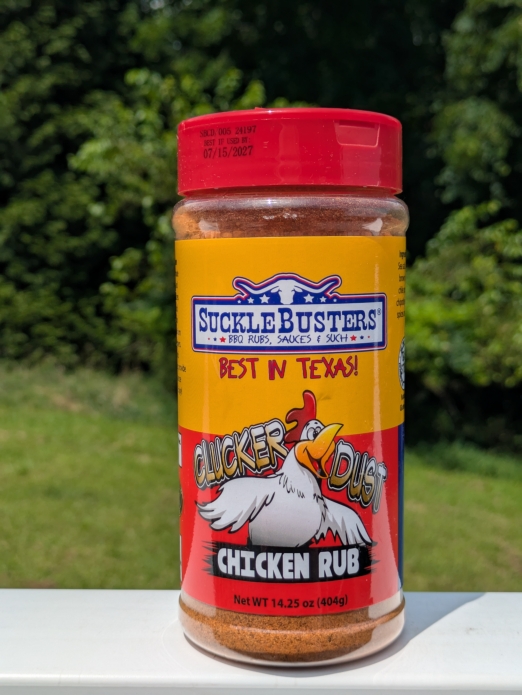 BEST IF USED BY
07/15/2027
SUCKLEBUSTERS®
BBQ RUBS, SAUCES & SUCH
BEST IN TEXAS!
CLUCKER DUST
CHICKEN RUB
Net WT 14.25 oz (404g)